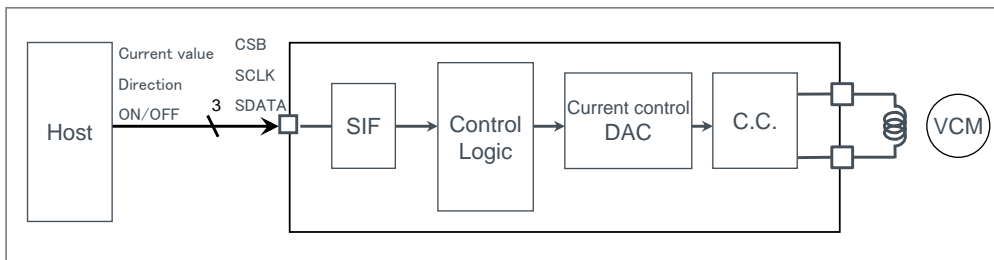 Host
Current value
Direction
ON/OFF
3
CSB
SCLK
SDATA
SIF
Control
Logic
Current control
DAC
C.C.
VCM